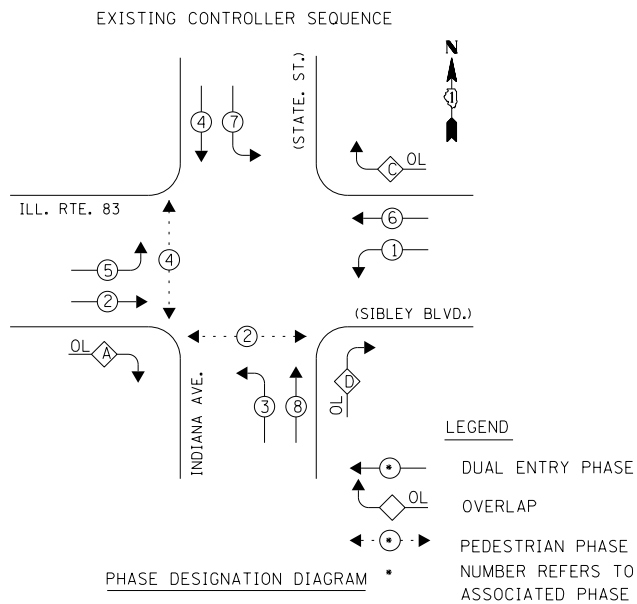 EXISTING CONTROLLER SEQUENCE
N
1
4
7
(STATE. ST.)
C
OL
ILL. RTE. 83
6
1
5
4
2
(SIBLEY BLVD.)
OL
A
2
D
OL
3
8
INDIANA AVE.
LEGEND
* DUAL ENTRY PHASE
OL
OVERLAP
* PEDESTRIAN PHASE
* NUMBER REFERS TO
ASSOCIATED PHASE
PHASE DESIGNATION DIAGRAM